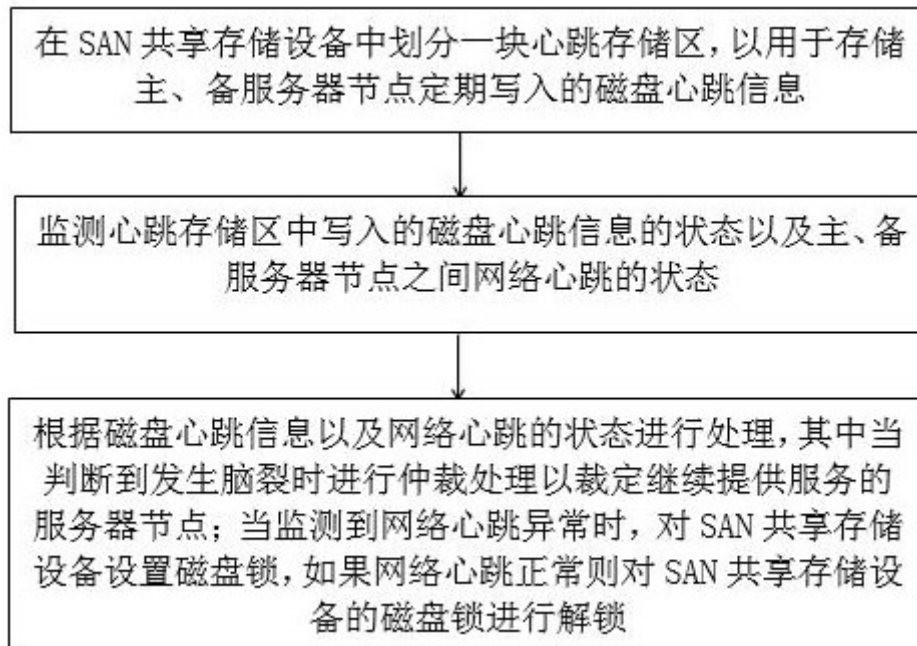 在 SAN 共享存储设备中划分一块心跳存储区，以用于存储
主、备服务器节点定期写入的磁盘心跳信息
监测心跳存储区中写入的磁盘心跳信息的状态以及主、备
服务器节点之间网络心跳的状态
根据磁盘心跳信息以及网络心跳的状态进行处理，其中当
判断到发生脑裂时进行仲裁处理以裁定继续提供服务的
服务器节点；当监测到网络心跳异常时，对 SAN 共享存储
设备设置磁盘锁，如果网络心跳正常则对 SAN 共享存储设
备的磁盘锁进行解锁